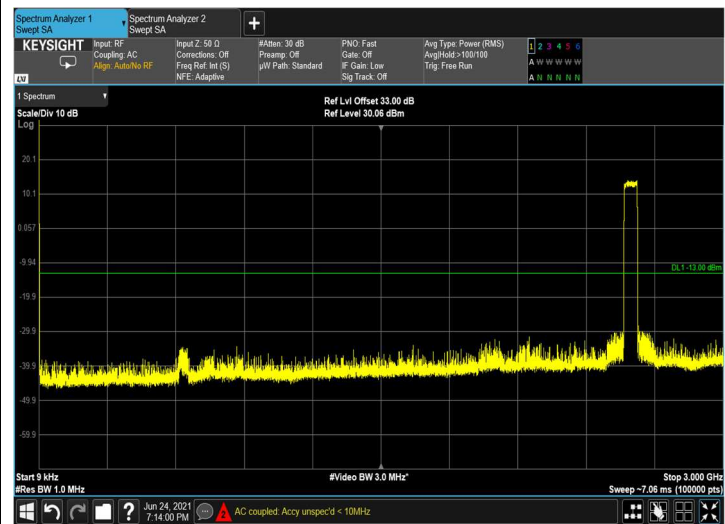 Spectrum Analyzer 1
Swept SA
Spectrum Analyzer 2
Swept SA
KEYSIGHT
LXI
Input: RF
Coupling: AC
Align: Auto/No RF
Input Z: 50 Ω
Corrections: Off
Freq Ref: Int (S)
NFE: Adaptive
#Atten: 30 dB
Preamp: Off
µW Path: Standard
PNO: Fast
Gate: Off
IF Gain: Low
Sig Track: Off
Avg Type: Power (RMS)
Avg|Hold:>100/100
Trig: Free Run
1 2 3 4 5 6
A W W W W W
A N N N N N
1 Spectrum
Scale/Div 10 dB
Log
Ref Lvl Offset 33.00 dB
Ref Level 30.06 dBm
20.1
10.1
0.057
-9.94
DL1 -13.00 dBm
-19.9
-29.9
-39.9
-49.9
-59.9
Start 9 kHz
#Res BW 1.0 MHz
#Video BW 3.0 MHz*
Stop 3.000 GHz
Sweep ~7.06 ms (100000 pts)
?
Jun 24, 2021
7:14:00 PM
AC coupled: Accy unspec'd < 10MHz